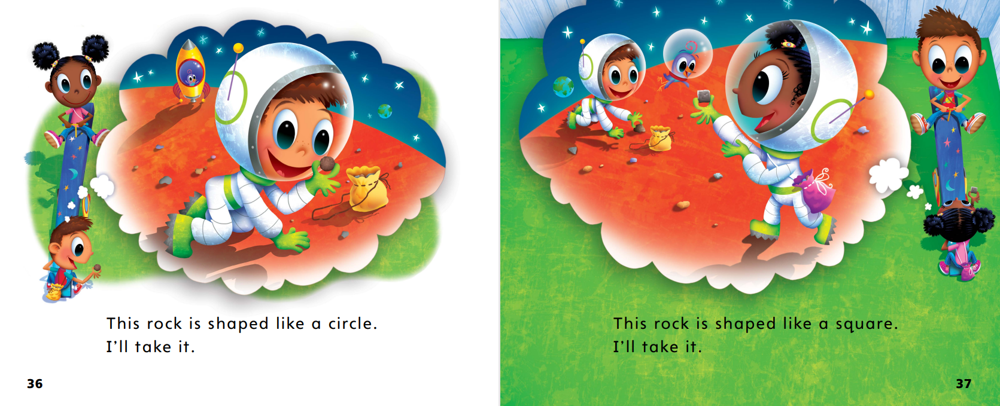 This rock is shaped like a circle.
I'll take it.
36
This rock is shaped like a square.
I'll take it.
37